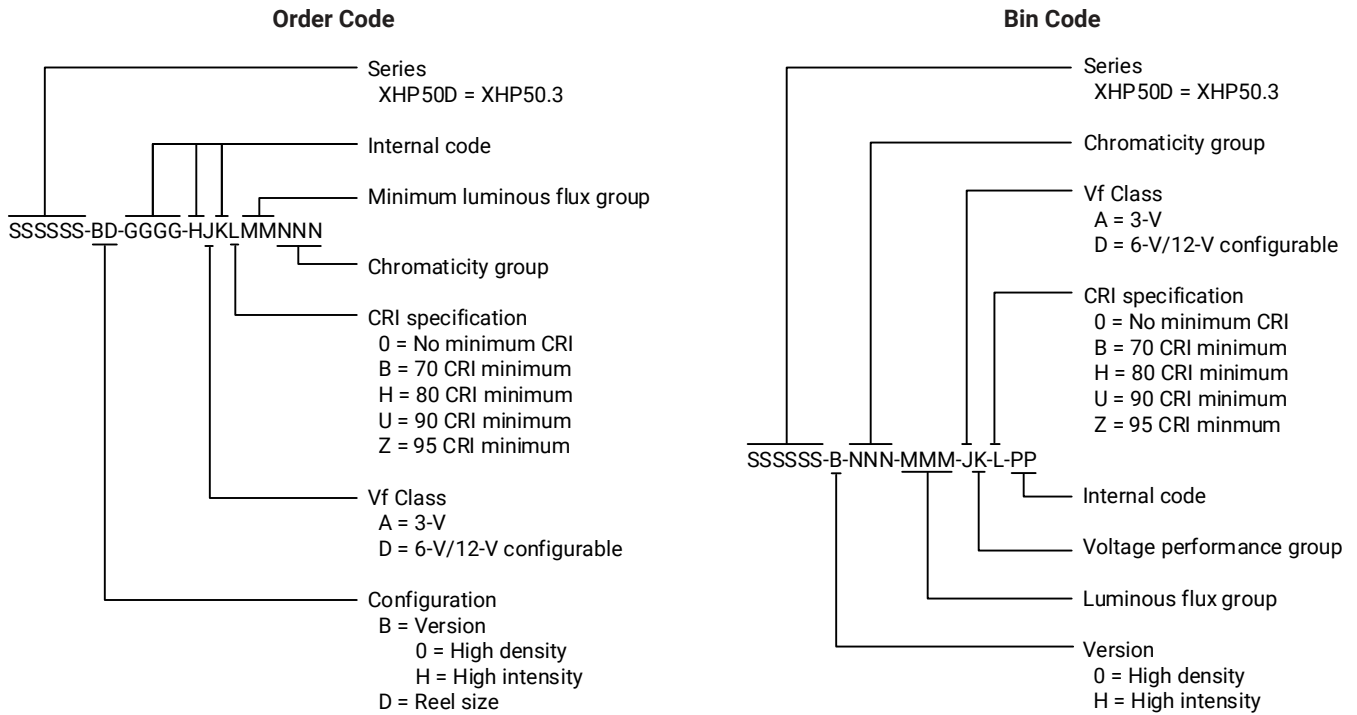 Order Code
Series
XHP50D = XHP50.3
Internal code
Minimum luminous flux group
SSSSSS-BD-GGGG-HJKLMMNNN
Chromaticity group
CRI specification
0 = No minimum CRI
B = 70 CRI minimum
H = 80 CRI minimum
U = 90 CRI minimum
Z = 95 CRI minimum
Vf Class
A = 3-V
D = 6-V/12-V configurable
Configuration
B = Version
0 = High density
H = High intensity
D = Reel size
Bin Code
Series
XHP50D = XHP50.3
Chromaticity group
Vf Class
A = 3-V
D = 6-V/12-V configurable
CRI specification
0 = No minimum CRI
B = 70 CRI minimum
H = 80 CRI minimum
U = 90 CRI minimum
Z = 95 CRI minmum
SSSSSS-B-NNN-MMM-JK-L-PP
Internal code
Voltage performance group
Luminous flux group
Version
0 = High density
H = High intensity